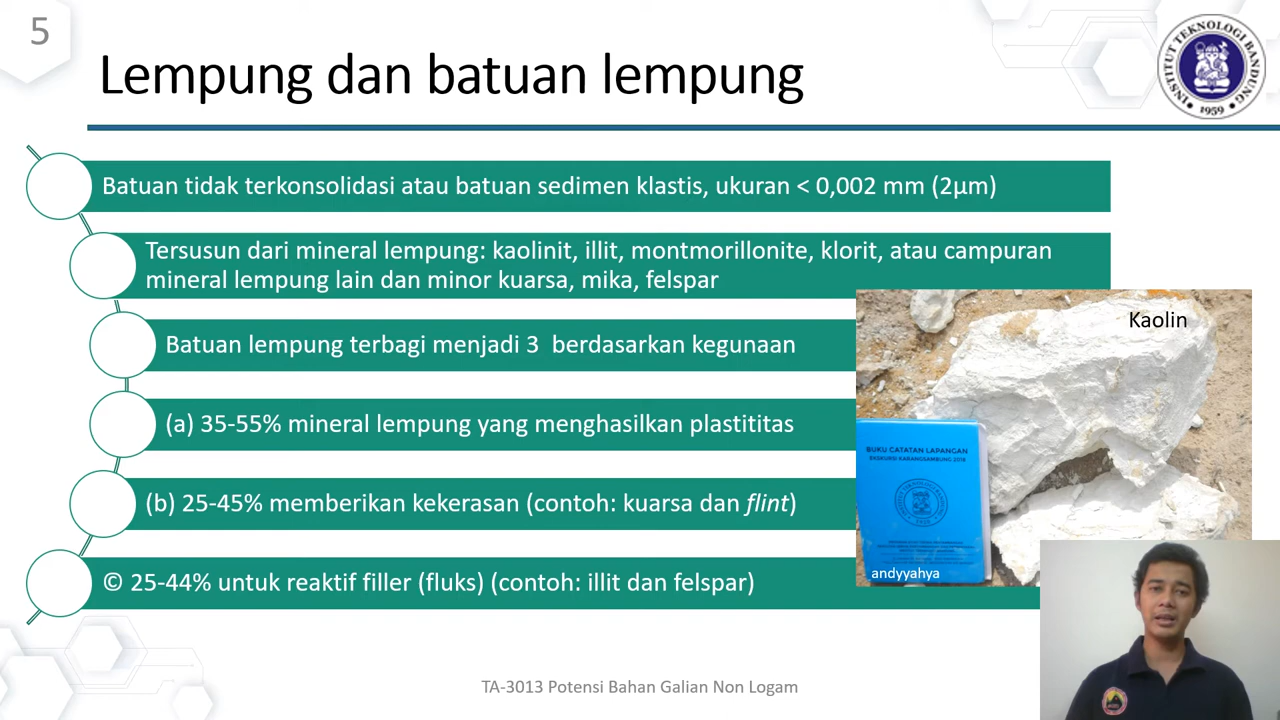 5
Lempung dan batuan lempung
INSTITUT TEKNOLOGI BANDUNG
1959
Batuan tidak terkonsolidasi atau batuan sedimen klastis, ukuran < 0,002 mm (2µm)
Tersusun dari mineral lempung: kaolinit, illit, montmorillonite, klorit, atau campuran
mineral lempung lain dan minor kuarsa, mika, felspar
Batuan lempung terbagi menjadi 3  berdasarkan kegunaan
(a) 35-55% mineral lempung yang menghasilkan plastititas
(b) 25-45% memberikan kekerasan (contoh: kuarsa dan flint)
© 25-44% untuk reaktif filler (fluks) (contoh: illit dan felspar)
Kaolin
BUKU CATATAN LAPANGAN
EKSKURSI KARANGSAMBUNG 2018
andyyahya
TA-3013 Potensi Bahan Galian Non Logam